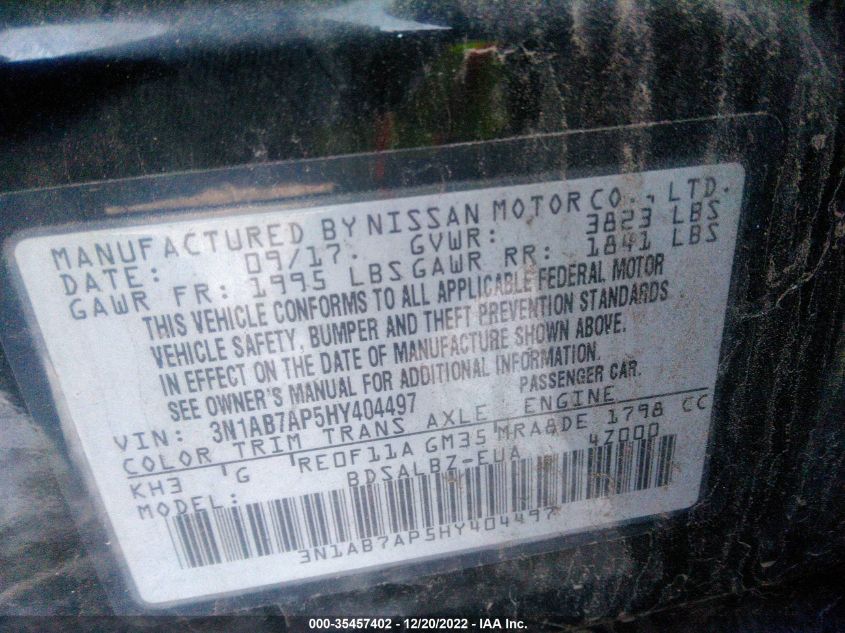 MANUFACTURED BY NISSAN MOTOR CO., LTD.
DATE: 09/17. GVWR: 3823 LBS
GAWR FR: 1995 LBS GAWR RR: 1841 LBS
THIS VEHICLE CONFORMS TO ALL APPLICABLE FEDERAL MOTOR
VEHICLE SAFETY, BUMPER AND THEFT PREVENTION STANDARDS
IN EFFECT ON THE DATE OF MANUFACTURE SHOWN ABOVE.
SEE OWNER'S MANUAL FOR ADDITIONAL INFORMATION.
VIN: 3N1AB7AP5HY404497 PASSENGER CAR.
COLOR TRIM TRANS AXLE ENGINE
KH3 G RE0F11A GM35 MRA8DE 1798 CC
MODEL: BDSALBZ-EUA 4Z000
3N1AB7AP5HY404497
000-35457402 - 12/20/2022 - IAA Inc.